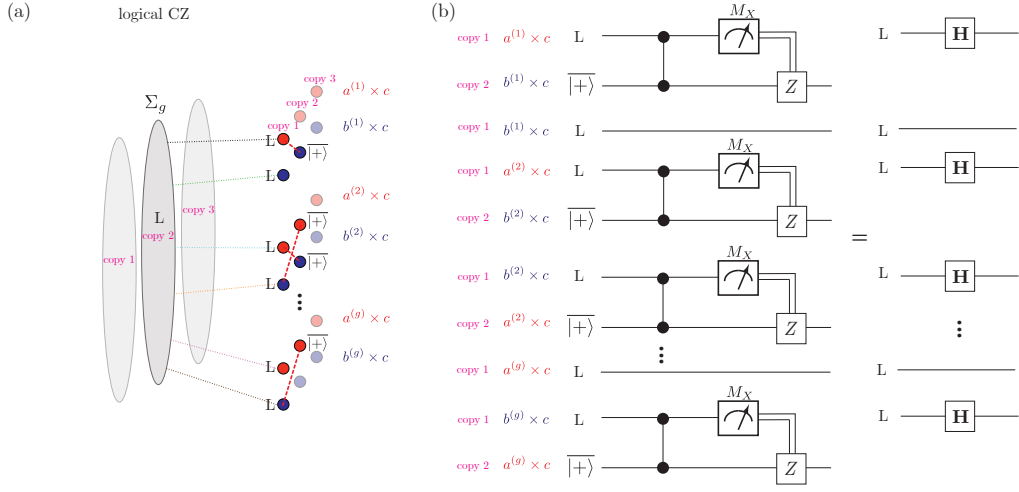 (a)
logical CZ
Σ_g
copy 1
L
copy 2
copy 3
copy 3
copy 2
copy 1
a^(1) × c
b^(1) × c
L
|+⟩
L
a^(2) × c
|+⟩
b^(2) × c
L
|+⟩
L
⋮
a^(g) × c
|+⟩
b^(g) × c
L
L
(b)
copy 1 a^(1) × c L M_X
copy 2 b^(1) × c |+⟩ Z
copy 1 b^(1) × c L
copy 1 a^(2) × c L M_X
copy 2 b^(2) × c |+⟩ Z
copy 1 b^(2) × c L M_X
copy 2 a^(2) × c |+⟩ Z
⋮
copy 1 a^(g) × c L
copy 1 b^(g) × c L M_X
copy 2 a^(g) × c |+⟩ Z
=
L H
L
L H
L H
⋮
L
L H